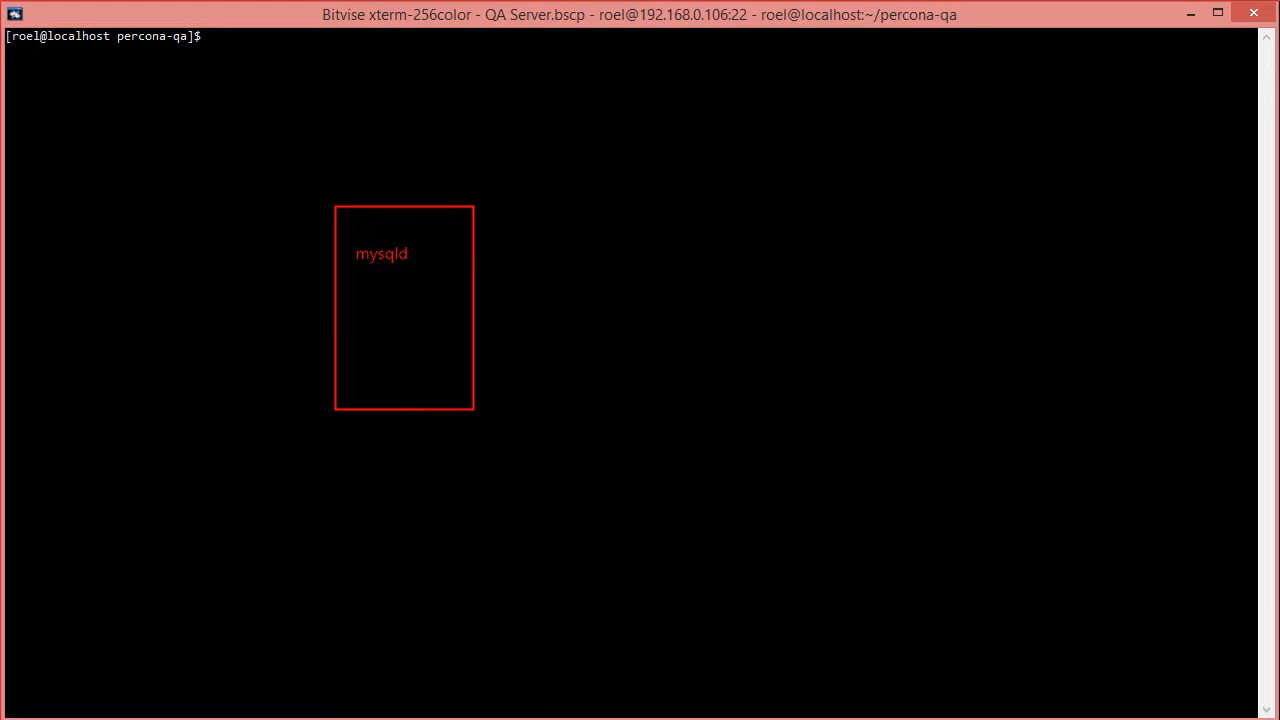 Bitvise xterm-256color - QA Server.bscp - roel@192.168.0.106:22 - roel@localhost:~/percona-qa
[roel@localhost percona-qa]$
mysqld